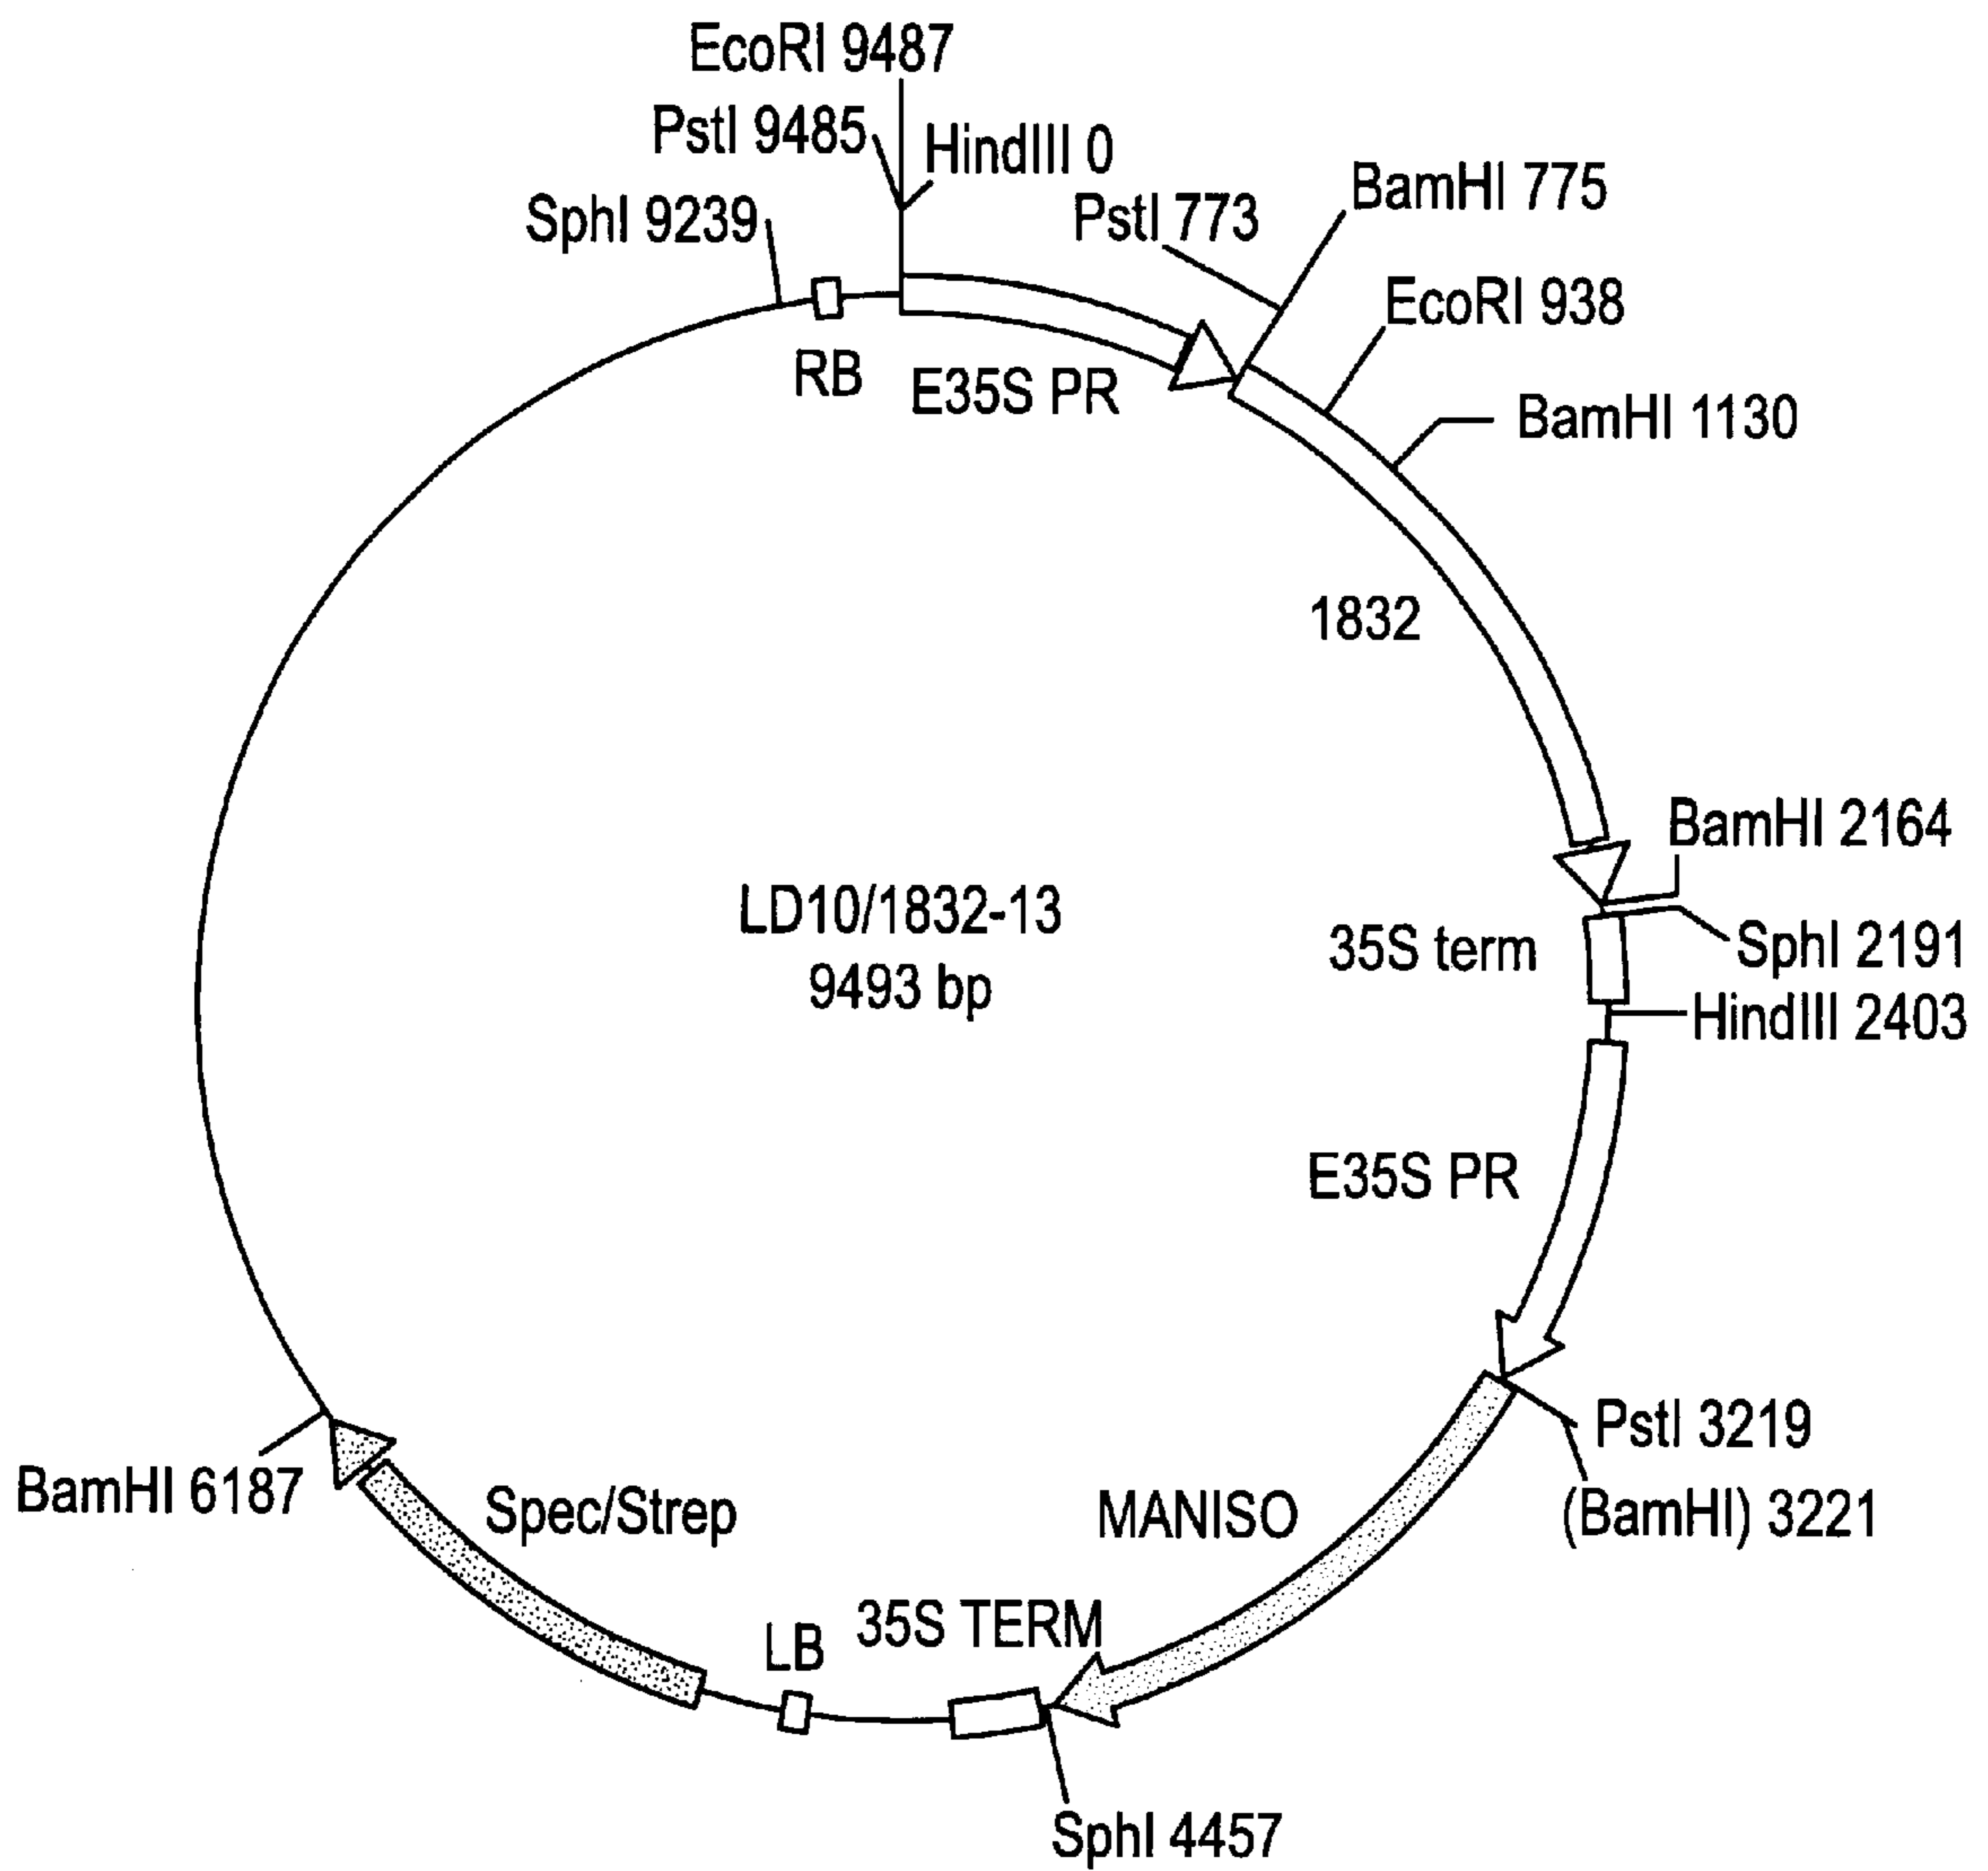 EcoRI 9487
PstI 9485
HindIII 0
SphI 9239
PstI 773
BamHI 775
EcoRI 938
BamHI 1130
RB
E35S PR
1832
BamHI 2164
35S term
SphI 2191
HindIII 2403
LD10/1832-13
9493 bp
E35S PR
PstI 3219
(BamHI) 3221
MANISO
BamHI 6187
Spec/Strep
LB
35S TERM
SphI 4457